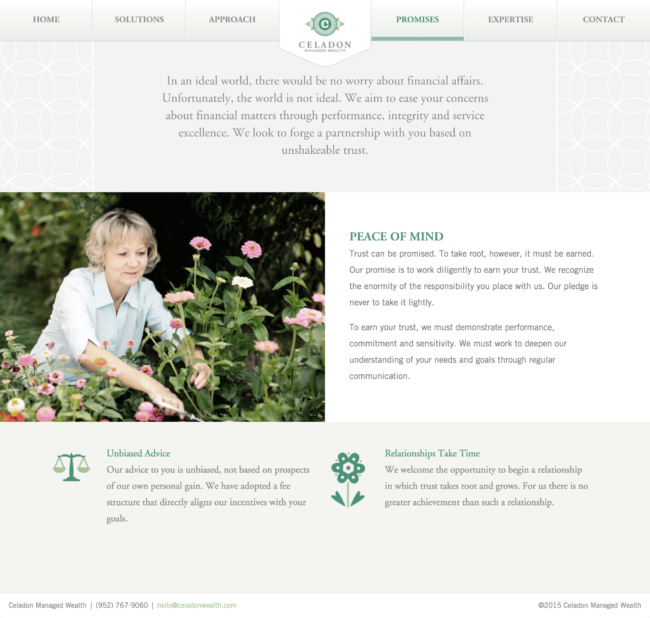 HOME SOLUTIONS APPROACH PROMISES EXPERTISE CONTACT
C
CELADON
MANAGED WEALTH
In an ideal world, there would be no worry about financial affairs.
Unfortunately, the world is not ideal. We aim to ease your concerns
about financial matters through performance, integrity and service
excellence. We look to forge a partnership with you based on
unshakeable trust.
PEACE OF MIND
Trust can be promised. To take root, however, it must be earned.
Our promise is to work diligently to earn your trust. We recognize
the enormity of the responsibility you place with us. Our pledge is
never to take it lightly.
To earn your trust, we must demonstrate performance,
commitment and sensitivity. We must work to deepen our
understanding of your needs and goals through regular
communication.
Unbiased Advice
Our advice to you is unbiased, not based on prospects
of our own personal gain. We have adopted a fee
structure that directly aligns our incentives with your
goals.
Relationships Take Time
We welcome the opportunity to begin a relationship
in which trust takes root and grows. For us there is no
greater achievement than such a relationship.
Celadon Managed Wealth | (952) 767-9060 | hello@celadonwealth.com
©2015 Celadon Managed Wealth